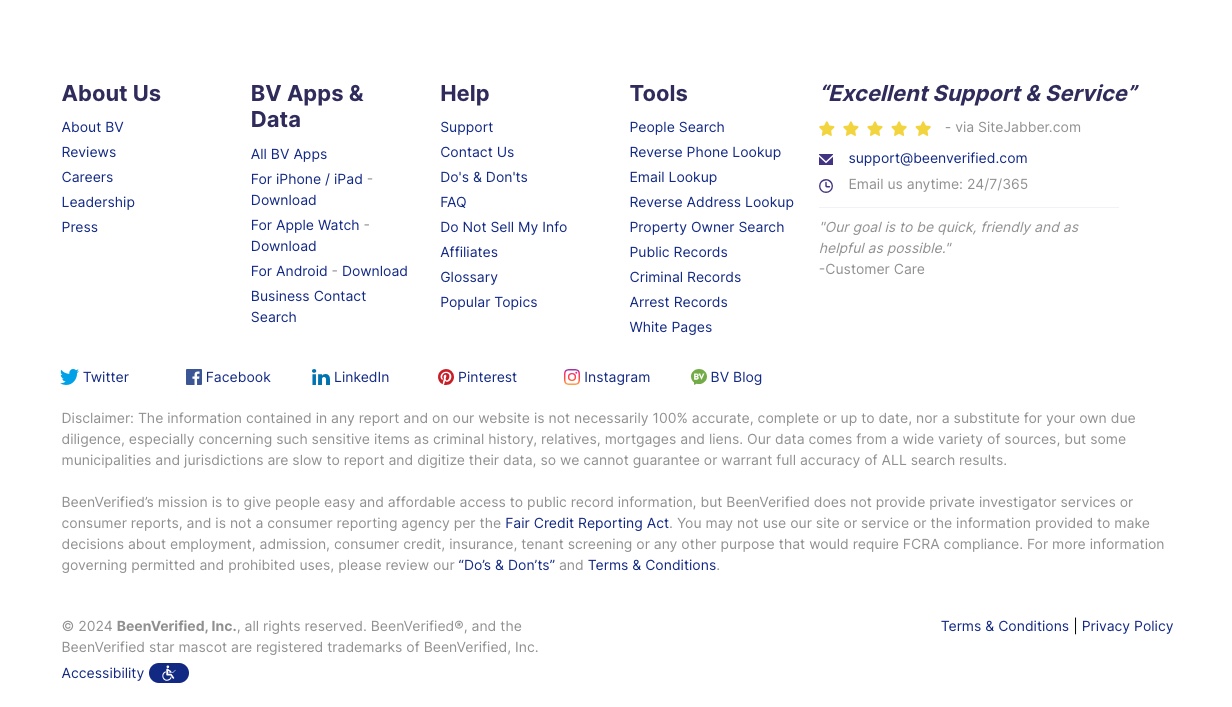 About Us
About BV
Reviews
Careers
Leadership
Press
BV Apps &
Data
All BV Apps
For iPhone / iPad -
Download
For Apple Watch -
Download
For Android - Download
Business Contact
Search
Help
Support
Contact Us
Do's & Don'ts
FAQ
Do Not Sell My Info
Affiliates
Glossary
Popular Topics
Tools
People Search
Reverse Phone Lookup
Email Lookup
Reverse Address Lookup
Property Owner Search
Public Records
Criminal Records
Arrest Records
White Pages
“Excellent Support & Service”
- via SiteJabber.com
support@beenverified.com
Email us anytime: 24/7/365
"Our goal is to be quick, friendly and as
helpful as possible."
-Customer Care
Twitter
Facebook
LinkedIn
Pinterest
Instagram
BV BV Blog
Disclaimer: The information contained in any report and on our website is not necessarily 100% accurate, complete or up to date, nor a substitute for your own due
diligence, especially concerning such sensitive items as criminal history, relatives, mortgages and liens. Our data comes from a wide variety of sources, but some
municipalities and jurisdictions are slow to report and digitize their data, so we cannot guarantee or warrant full accuracy of ALL search results.
BeenVerified’s mission is to give people easy and affordable access to public record information, but BeenVerified does not provide private investigator services or
consumer reports, and is not a consumer reporting agency per the Fair Credit Reporting Act. You may not use our site or service or the information provided to make
decisions about employment, admission, consumer credit, insurance, tenant screening or any other purpose that would require FCRA compliance. For more information
governing permitted and prohibited uses, please review our “Do’s & Don’ts” and Terms & Conditions.
© 2024 BeenVerified, Inc., all rights reserved. BeenVerified®, and the
BeenVerified star mascot are registered trademarks of BeenVerified, Inc.
Accessibility
Terms & Conditions | Privacy Policy